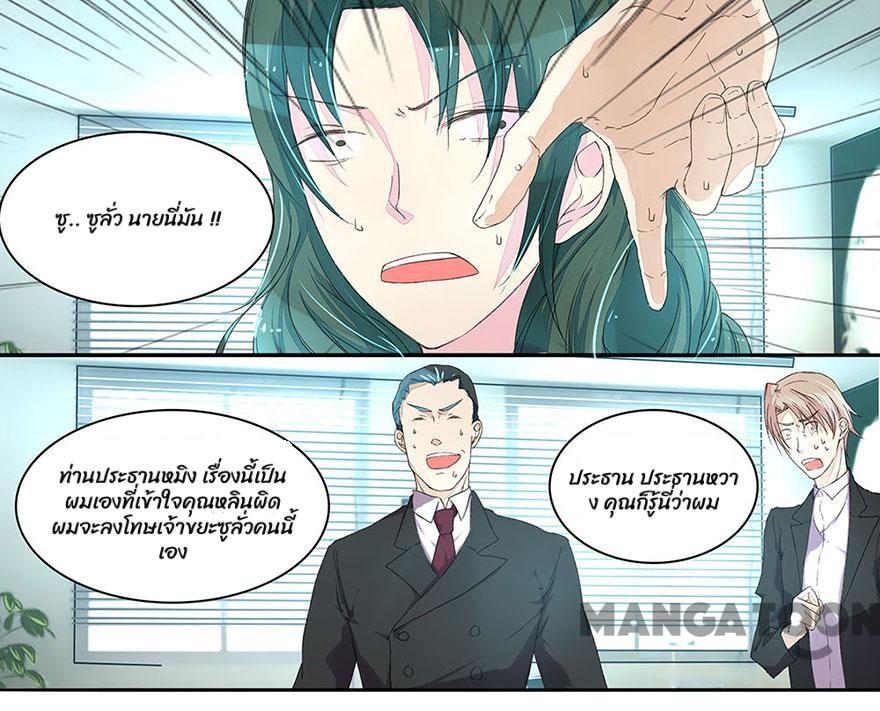 ซู.. ซูลั่ว นายนี่มัน !!
ท่านประธานหมิง เรื่องนี้เป็น
ผมเองที่เข้าใจคุณหลินผิด
ผมจะลงโทษเจ้าขยะซูลั่วคนนี้
เอง
ประธาน ประธานหวา
ง คุณก็รู้นี่ว่าผม
MANGATOON